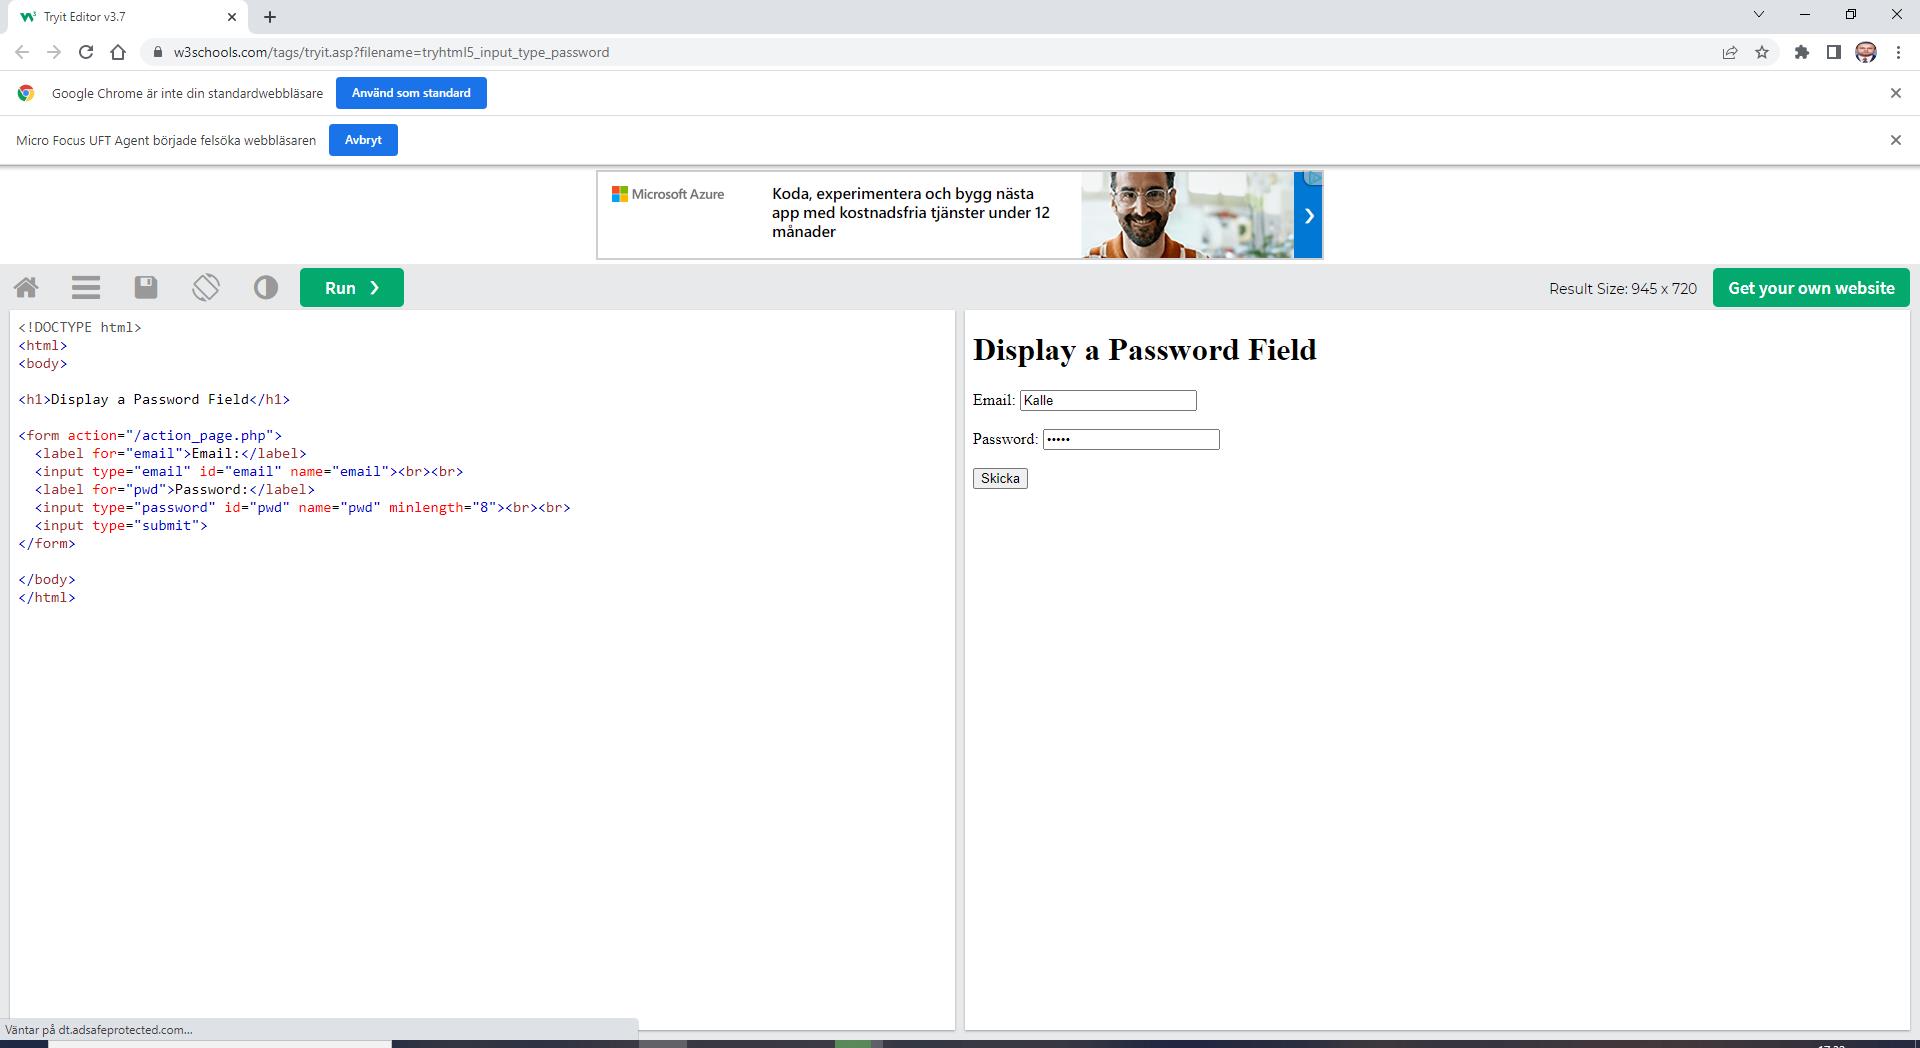 Tryit Editor v3.7
w3schools.com/tags/tryit.asp?filename=tryhtml5_input_type_password
Google Chrome är inte din standardwebbläsare
Använd som standard
Micro Focus UFT Agent började felsöka webbläsaren
Avbryt
Microsoft Azure
Koda, experimentera och bygg nästa
app med kostnadsfria tjänster under 12
månader
Run ❯
Result Size: 945 x 720
Get your own website
<!DOCTYPE html>
<html>
<body>
<h1>Display a Password Field</h1>
<form action="/action_page.php">
<label for="email">Email:</label>
<input type="email" id="email" name="email"><br><br>
<label for="pwd">Password:</label>
<input type="password" id="pwd" name="pwd" minlength="8"><br><br>
<input type="submit">
</form>
</body>
</html>
Display a Password Field
Email: Kalle
Password: •••••
Skicka
Väntar på dt.adsafeprotected.com...